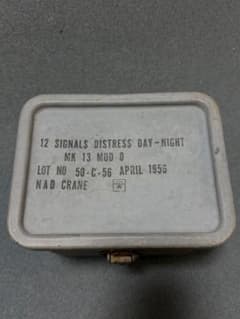 12 SIGNALS DISTRESS DAY-NIGHT
MK 13 MOD 0
LOT NO 50-C-56 APRIL 1956
NAD CRANE